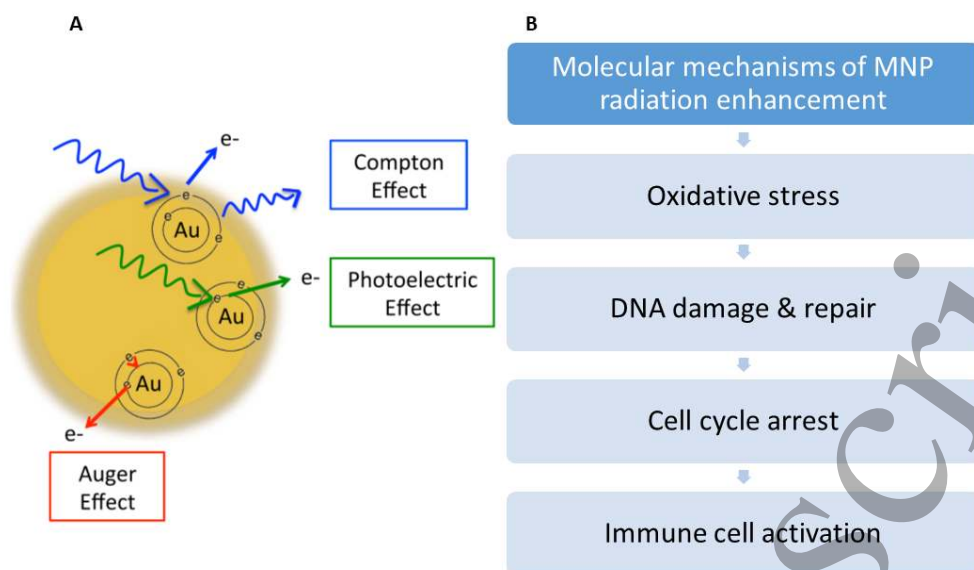 A
e-
Compton
Effect
e
e
Au
e
e-
Photoelectric
Effect
e
e
Au
e
e
e
Au
e
e-
Auger
Effect
B
Molecular mechanisms of MNP
radiation enhancement
Oxidative stress
DNA damage & repair
Cell cycle arrest
Immune cell activation
scri